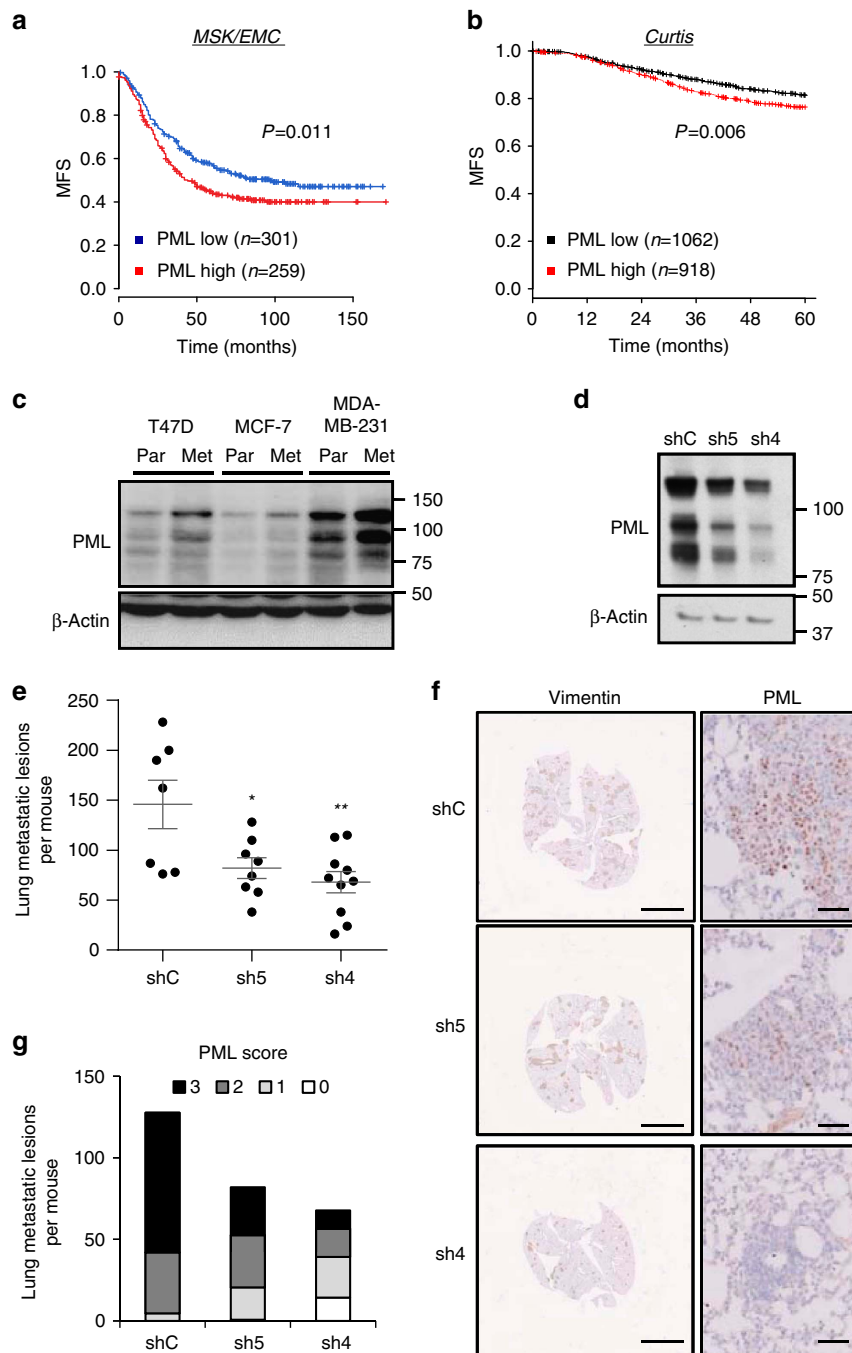 a
MSK/EMC
1.0
0.8
0.6
0.4
0.2
0.0
MFS
P=0.011
PML low (n=301)
PML high (n=259)
0 50 100 150
Time (months)
b
Curtis
1.0
0.8
0.6
0.4
0.2
0.0
MFS
P=0.006
PML low (n=1062)
PML high (n=918)
0 12 24 36 48 60
Time (months)
c
T47D MCF-7 MDA-
MB-231
Par Met Par Met Par Met
PML
150
100
75
50
β-Actin
d
shC sh5 sh4
PML
100
75
50
β-Actin
37
e
250
200
150
100
50
0
Lung metastatic lesions
per mouse
* **
shC sh5 sh4
f
Vimentin PML
shC
sh5
sh4
g
PML score
3 2 1 0
150
100
50
0
Lung metastatic lesions
per mouse
shC sh5 sh4